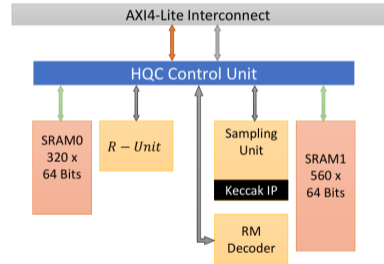 AXI4-Lite Interconnect
HQC Control Unit
SRAM0
320 x
64 Bits
R − Unit
Sampling
Unit
Keccak IP
RM
Decoder
SRAM1
560 x
64 Bits